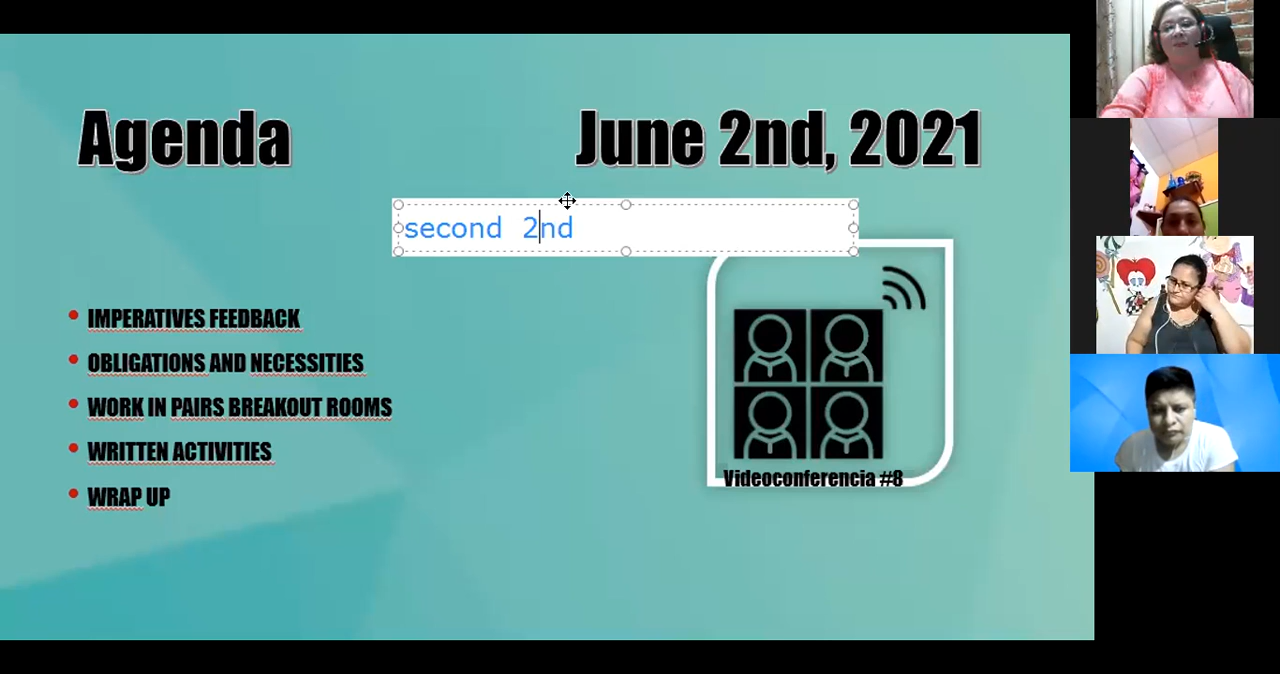 Agenda
June 2nd, 2021
second 2nd
IMPERATIVES FEEDBACK
OBLIGATIONS AND NECESSITIES
WORK IN PAIRS BREAKOUT ROOMS
WRITTEN ACTIVITIES
WRAP UP
Videoconferencia #8